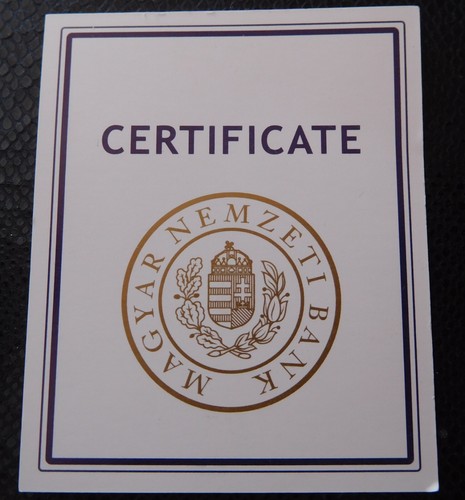 CERTIFICATE
MAGYAR NEMZETI BANK